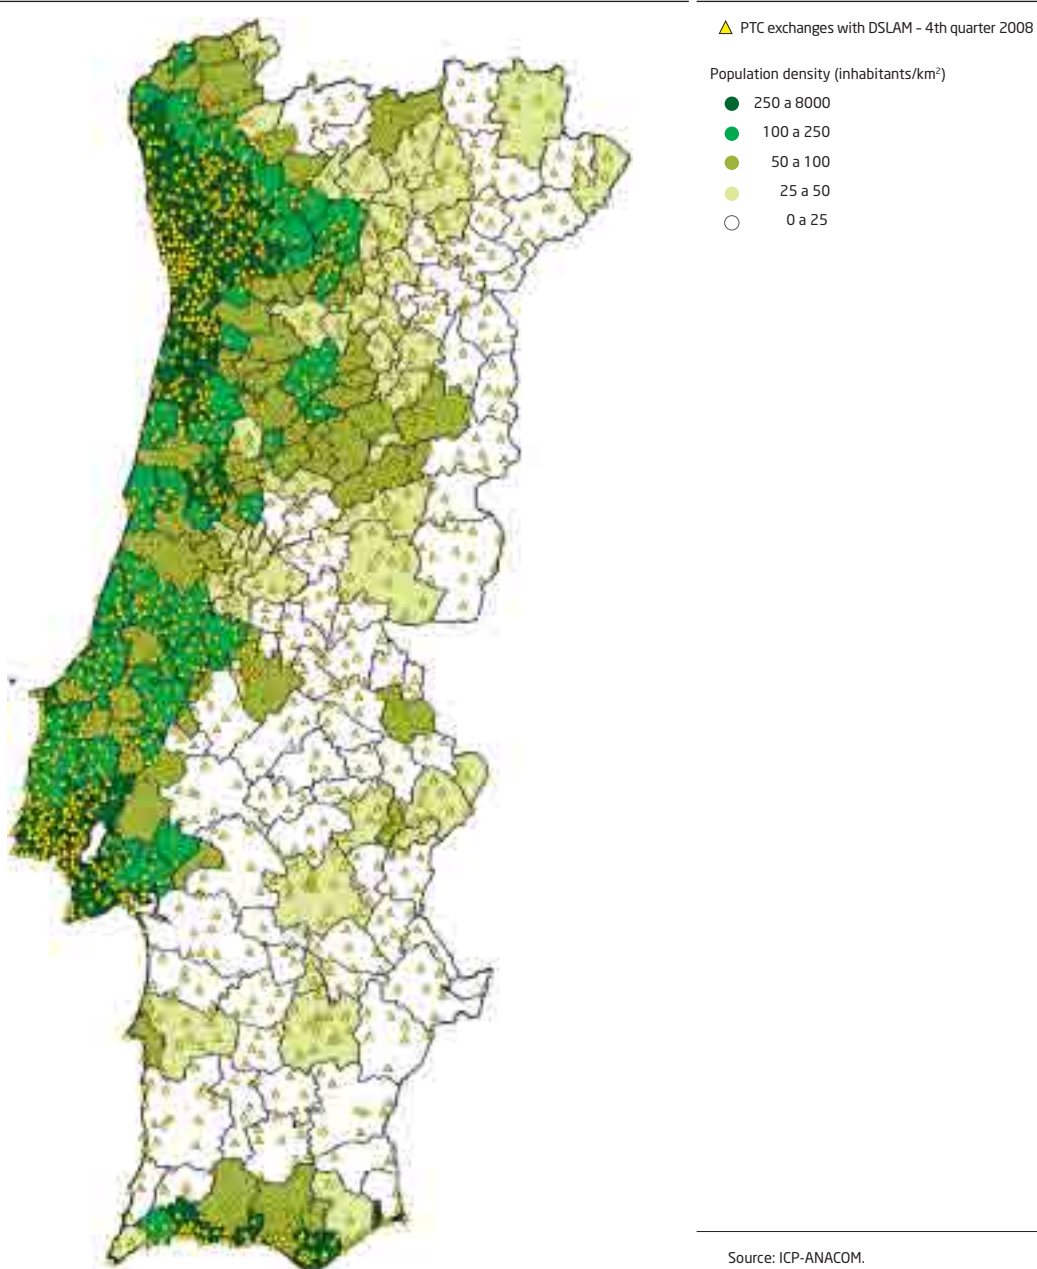 PTC exchanges with DSLAM – 4th quarter 2008
Population density (inhabitants/km²)
250 a 8000
100 a 250
50 a 100
25 a 50
0 a 25
Source: ICP-ANACOM.